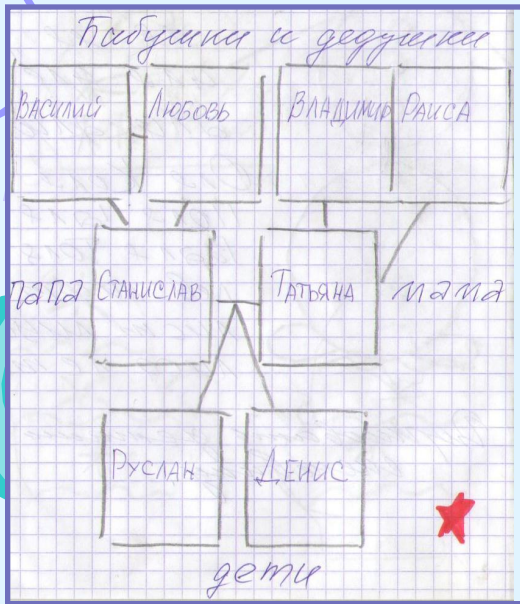 Бабушки и дедушки
Василий Любовь Владимир Раиса
папа Станислав Татьяна мама
Руслан Денис
дети